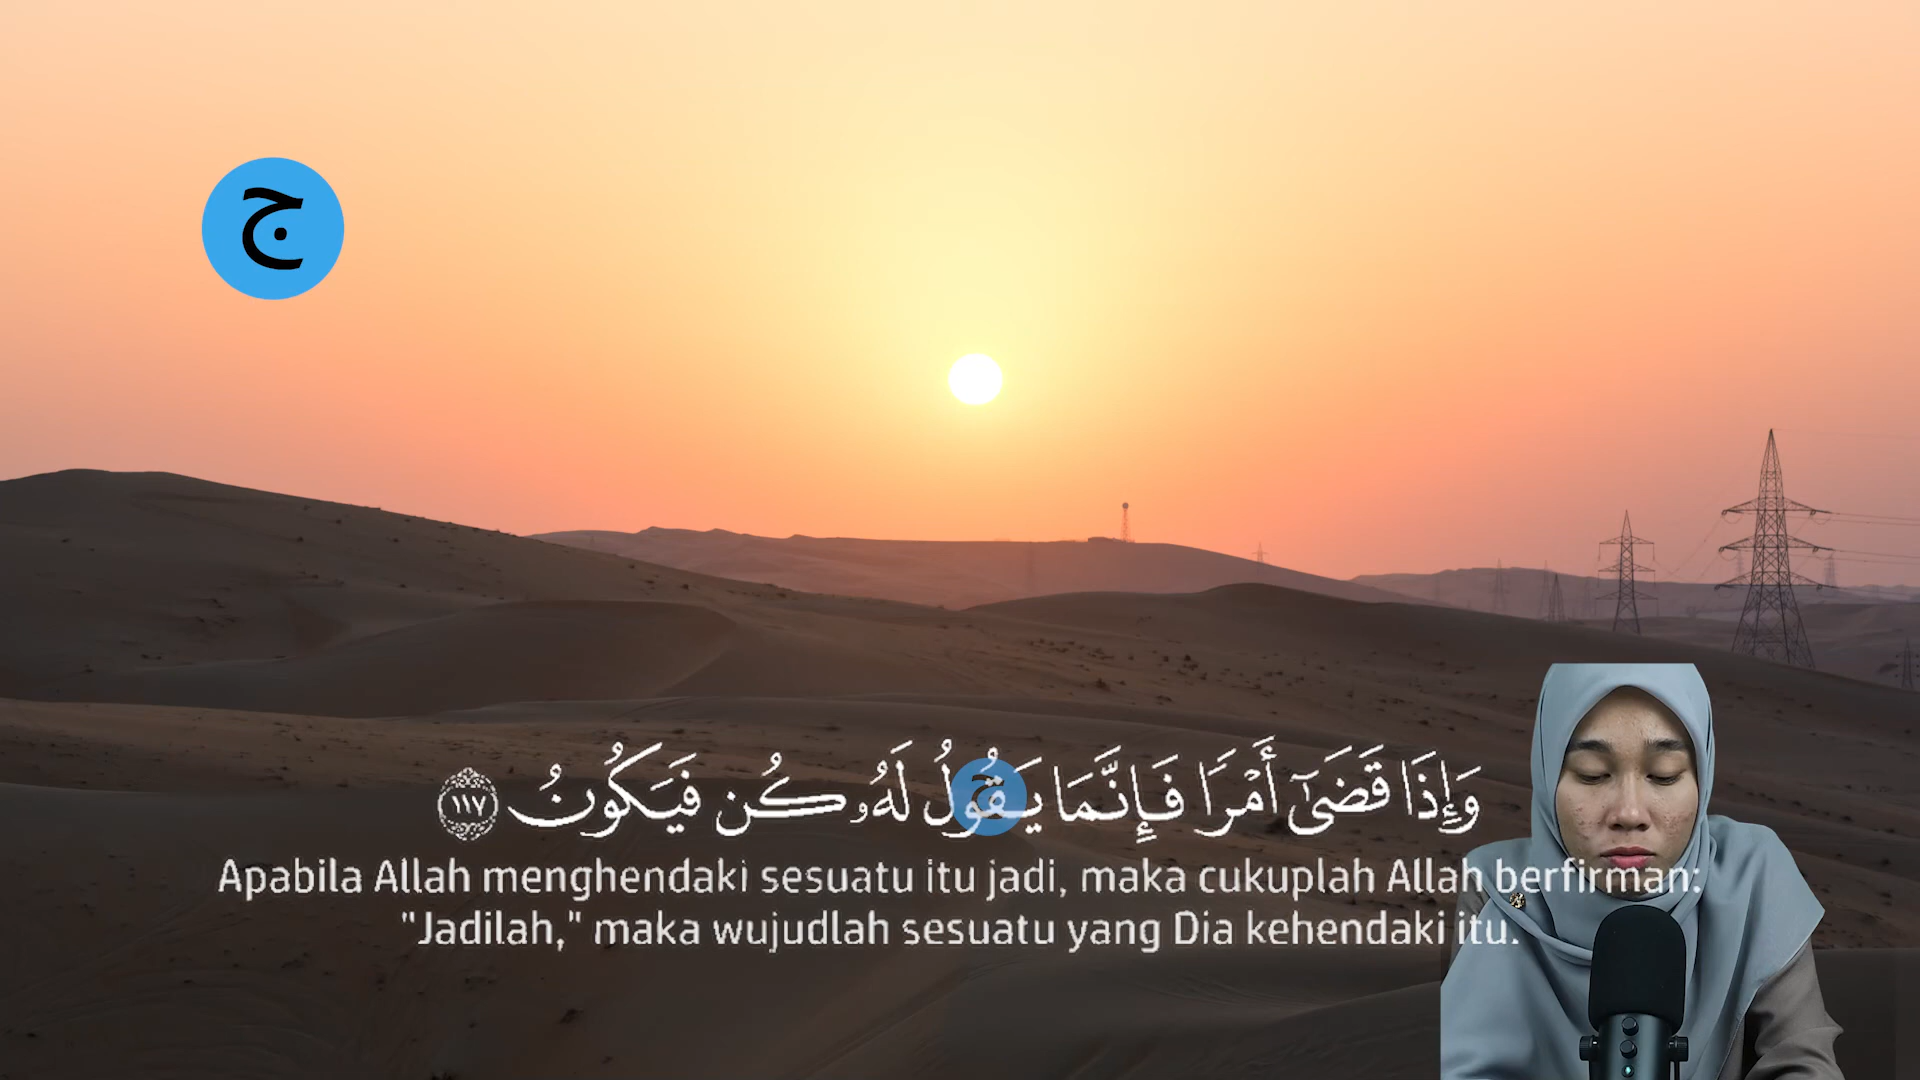 ج
وَإِذَا قَضَىٰٓ أَمْرًا فَإِنَّمَا يَقُولُ لَهُۥ كُن فَيَكُونُ ١١٧
Apabila Allah menghendaki sesuatu itu jadi, maka cukuplah Allah berfirman:
"Jadilah," maka wujudlah sesuatu yang Dia kehendaki itu.